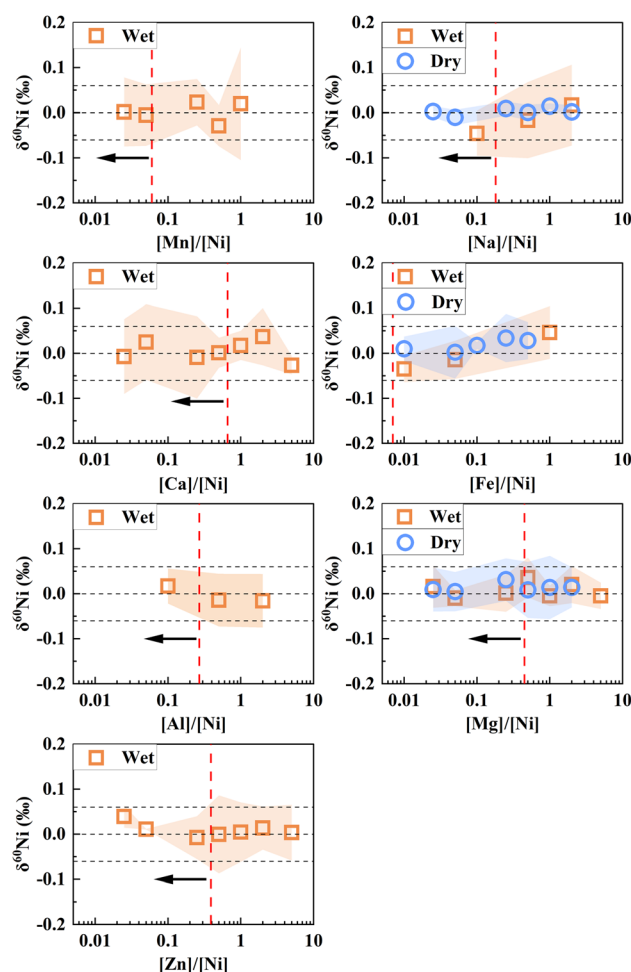 Wet
δ⁶⁰Ni (‰)
0.2
0.1
0.0
-0.1
-0.2
0.01 0.1 1 10
[Mn]/[Ni]
Wet
Dry
δ⁶⁰Ni (‰)
0.2
0.1
0.0
-0.1
-0.2
0.01 0.1 1 10
[Na]/[Ni]
Wet
δ⁶⁰Ni (‰)
0.2
0.1
0.0
-0.1
-0.2
0.01 0.1 1 10
[Ca]/[Ni]
Wet
Dry
δ⁶⁰Ni (‰)
0.2
0.1
0.0
-0.1
-0.2
0.01 0.1 1 10
[Fe]/[Ni]
Wet
δ⁶⁰Ni (‰)
0.2
0.1
0.0
-0.1
-0.2
0.01 0.1 1 10
[Al]/[Ni]
Wet
Dry
δ⁶⁰Ni (‰)
0.2
0.1
0.0
-0.1
-0.2
0.01 0.1 1 10
[Mg]/[Ni]
Wet
δ⁶⁰Ni (‰)
0.2
0.1
0.0
-0.1
-0.2
0.01 0.1 1 10
[Zn]/[Ni]